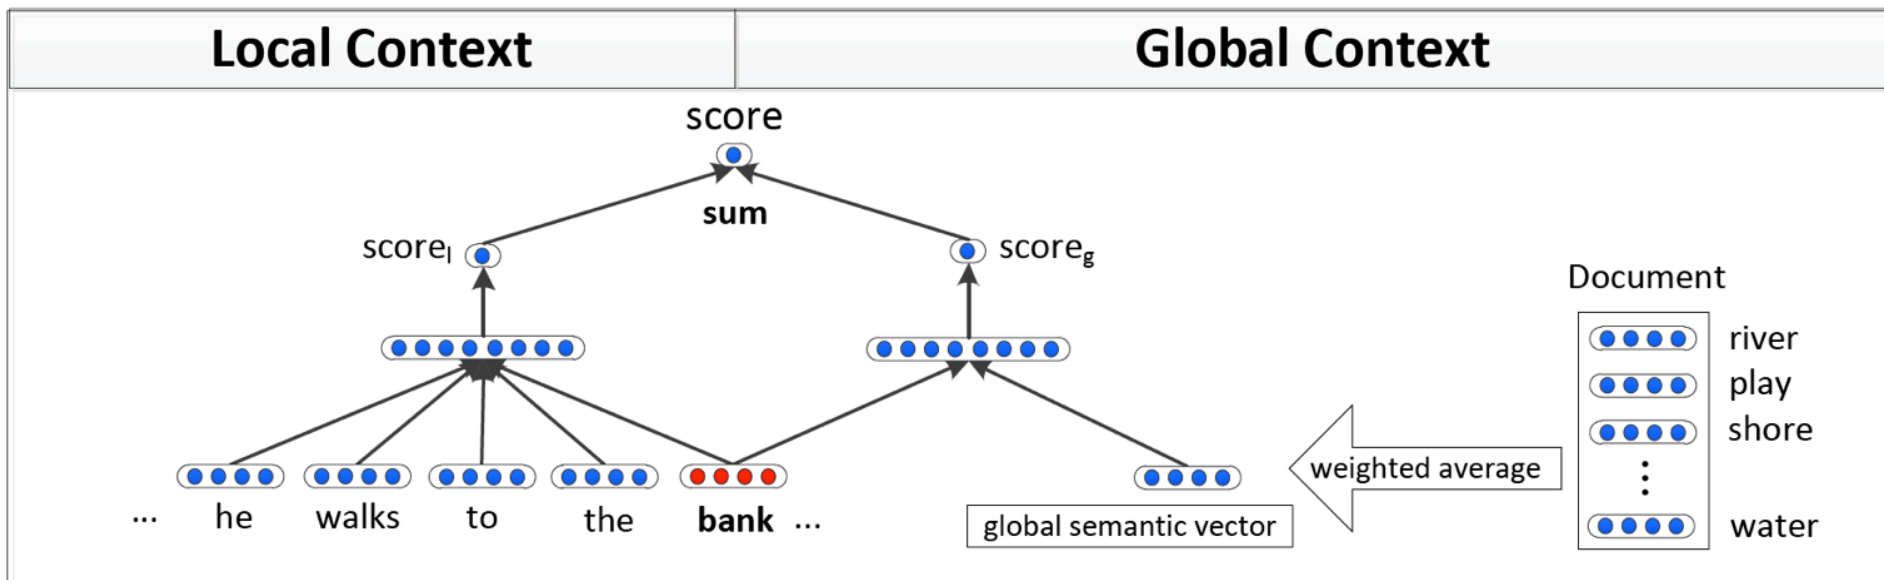 Local Context
Global Context
score
sum
scoreₗ
score_g
Document
river
play
shore
⋮
water
weighted average
... he walks to the bank ...
global semantic vector